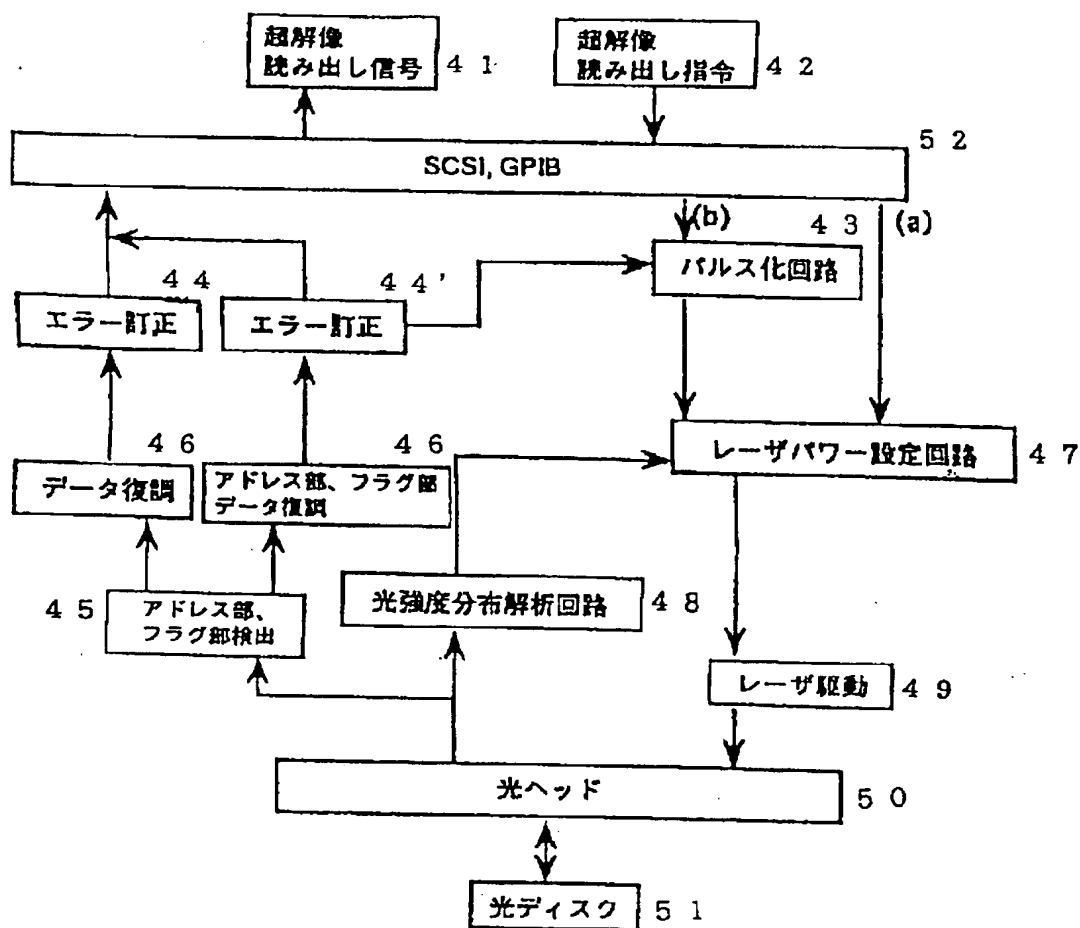 超解像
読み出し信号
41
超解像
読み出し指令
42
52
SCSI, GPIB
(b)
43
(a)
パルス化回路
44
エラー訂正
44'
エラー訂正
46
データ復調
46
アドレス部、フラグ部
データ復調
レーザパワー設定回路
47
45
アドレス部、
フラグ部検出
光強度分布解析回路
48
レーザ駆動
49
光ヘッド
50
光ディスク
51